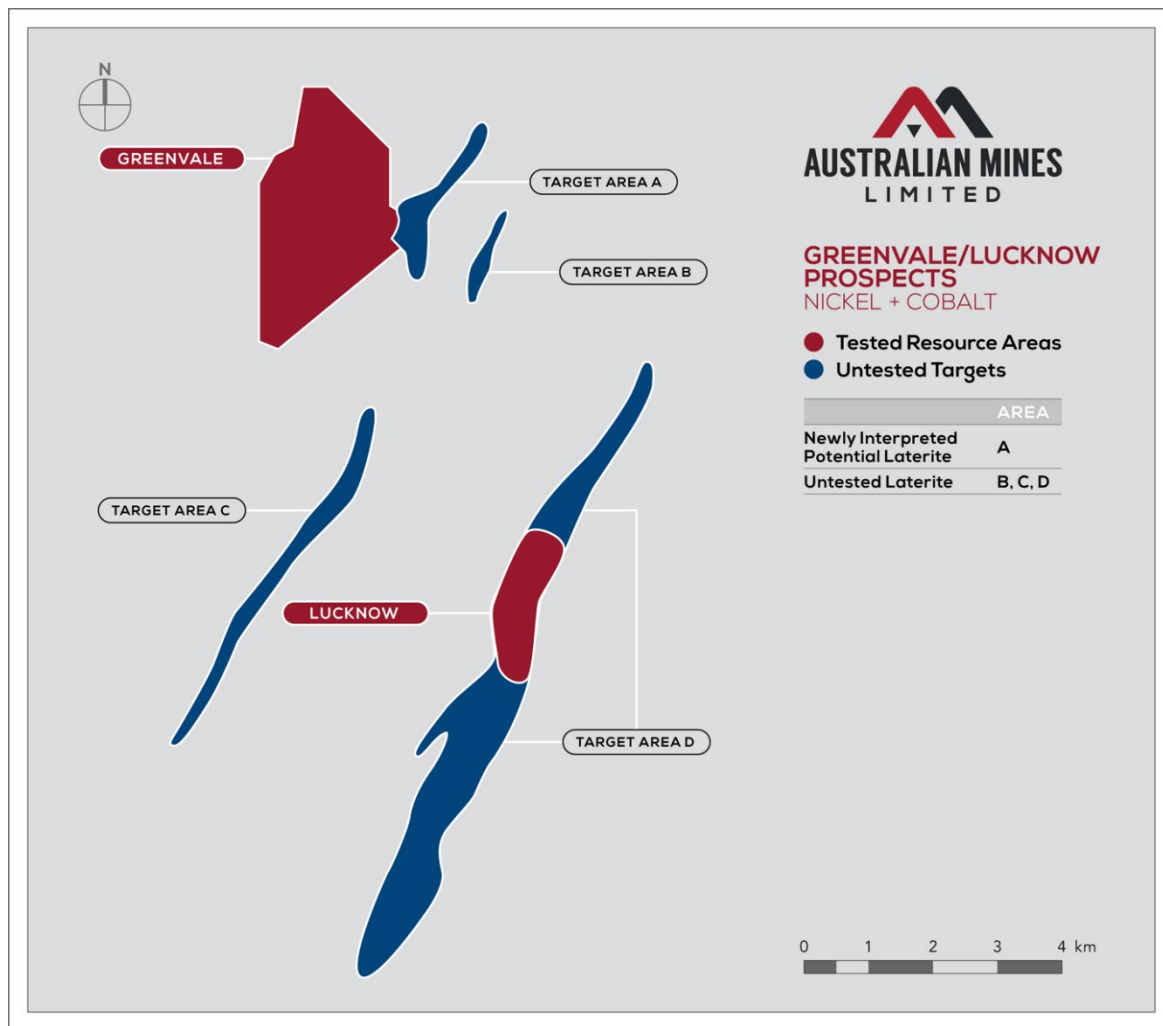 N
GREENVALE
TARGET AREA A
TARGET AREA B
AUSTRALIAN MINES
LIMITED
GREENVALE/LUCKNOW
PROSPECTS
NICKEL + COBALT
Tested Resource Areas
Untested Targets
AREA
Newly Interpreted
Potential Laterite A
Untested Laterite B, C, D
TARGET AREA C
LUCKNOW
TARGET AREA D
0 1 2 3 4 km